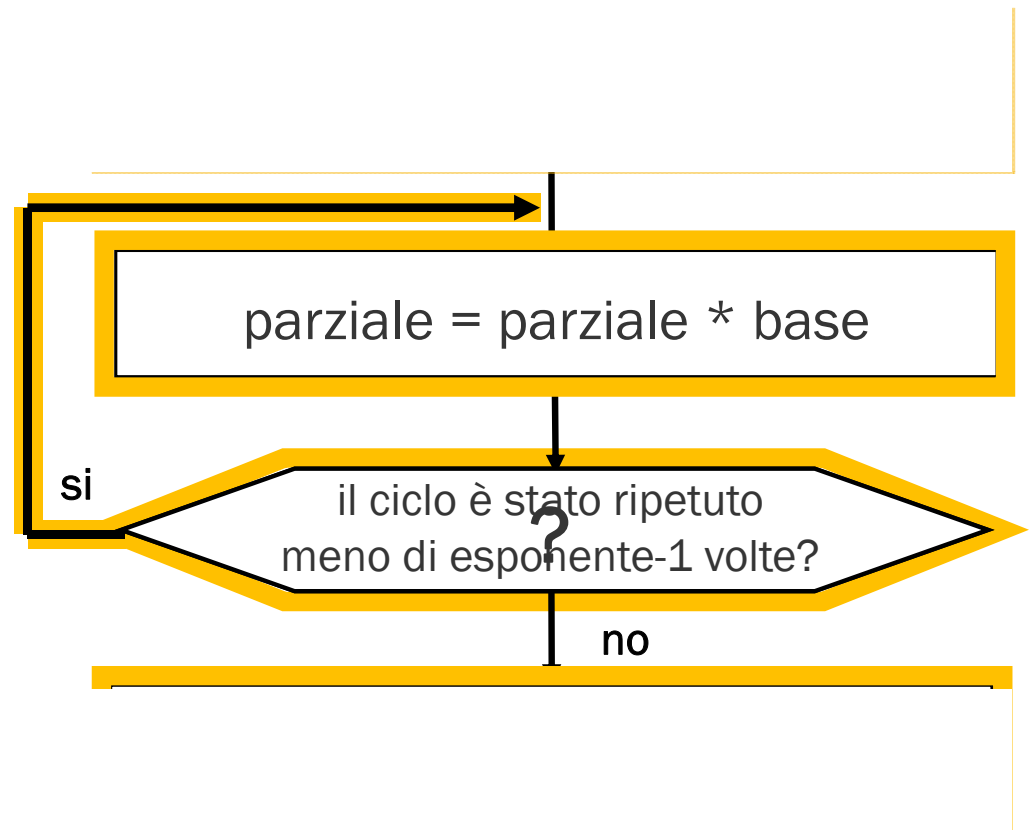 parziale = parziale * base
si
il ciclo è stato ripetuto
?
meno di esponente-1 volte?
no